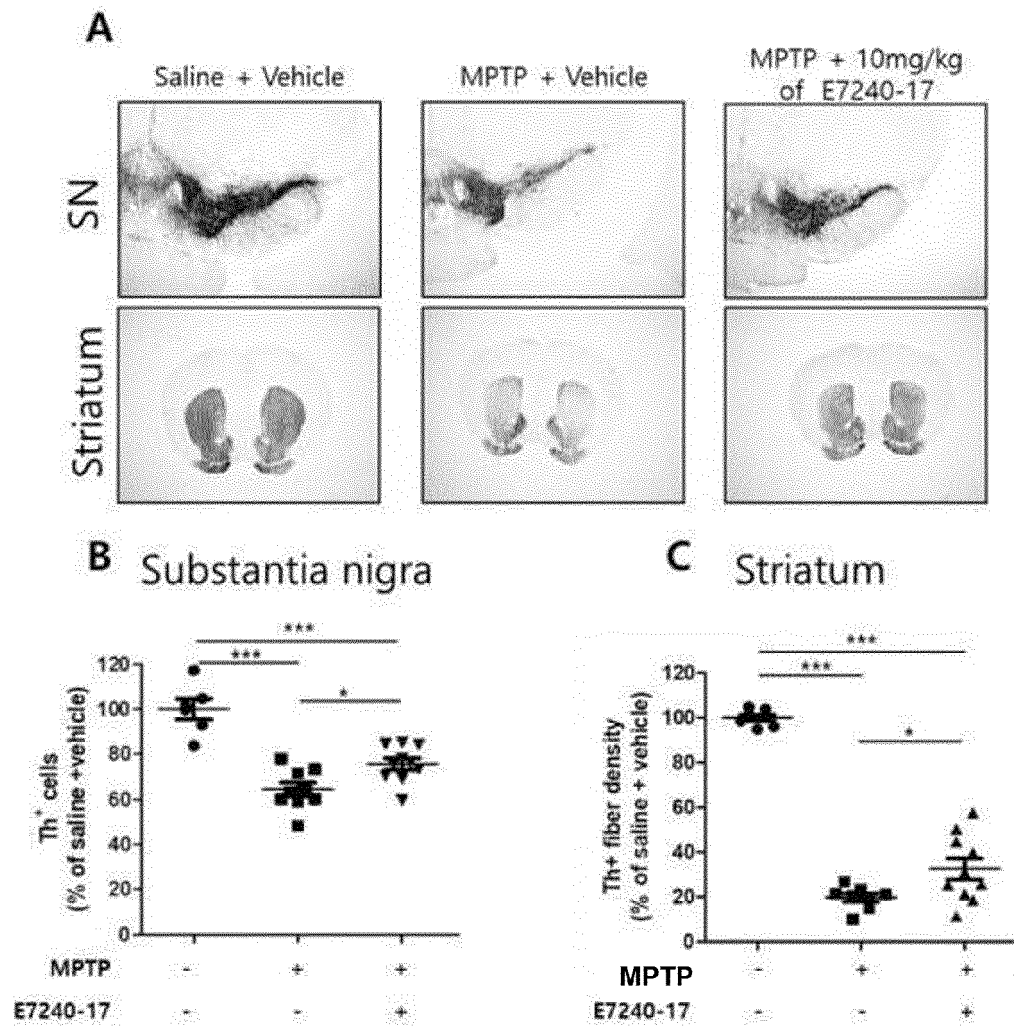 A
Saline + Vehicle
MPTP + Vehicle
MPTP + 10mg/kg
of E7240-17
SN
Striatum
B Substantia nigra
***
***
*
Th+ cells
(% of saline +vehicle)
120
100
80
60
40
20
0
MPTP - + +
E7240-17 - - +
C Striatum
***
***
*
Th+ fiber density
(% of saline + vehicle)
120
100
80
60
40
20
0
MPTP - + +
E7240-17 - - +